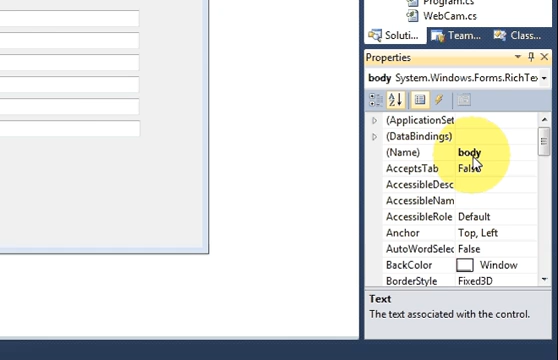 Program.cs
WebCam.cs
Soluti... Team... Class...
Properties
body System.Windows.Forms.RichTe
(ApplicationSet
(DataBindings)
(Name) body
AcceptsTab False
AccessibleDesc
AccessibleNam
AccessibleRole Default
Anchor Top, Left
AutoWordSelec False
BackColor Window
BorderStyle Fixed3D
Text
The text associated with the control.